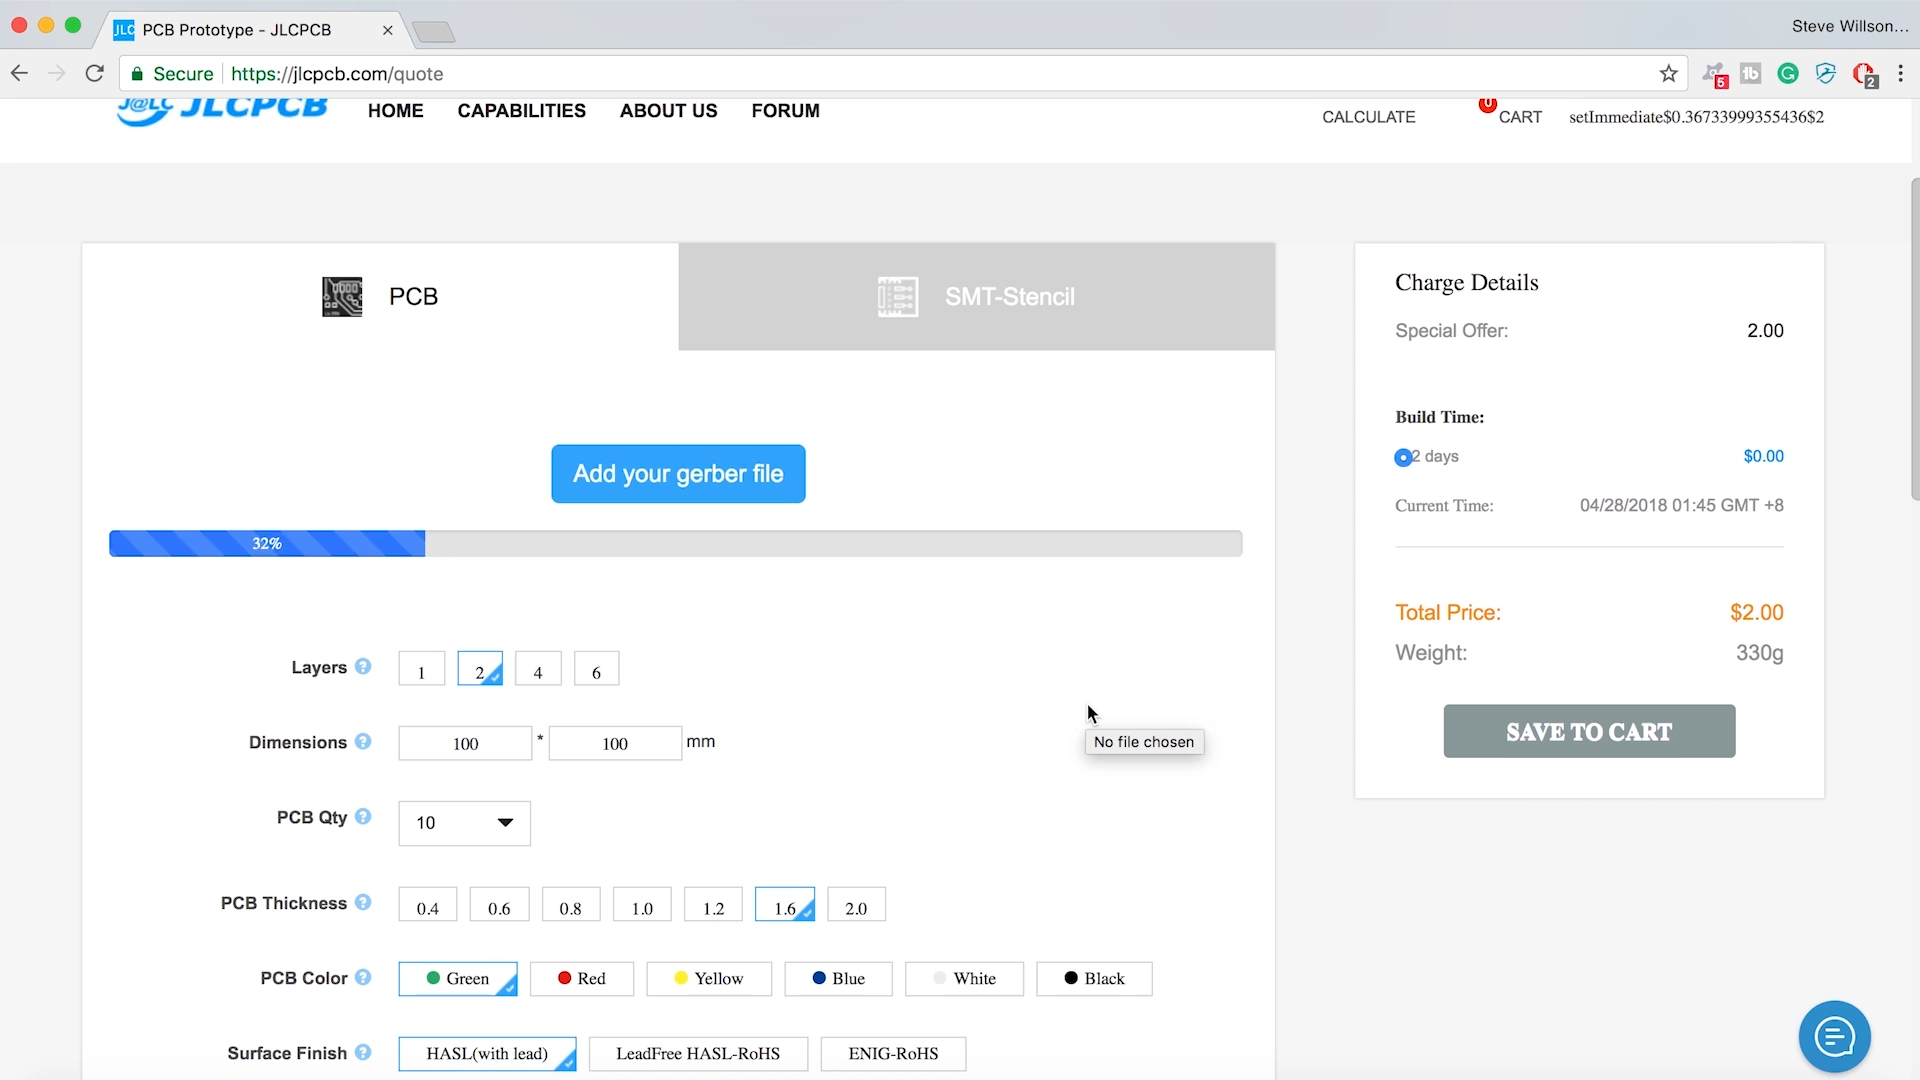 JLC PCB Prototype - JLCPCB
Steve Willson...
Secure https://jlcpcb.com/quote
5
2
J@LC JLCPCB HOME CAPABILITIES ABOUT US FORUM
CALCULATE 0 CART setImmediate$0.36733999355436$2
PCB
SMT-Stencil
Add your gerber file
32%
Layers ? 1 2 4 6
Dimensions ? 100 * 100 mm
No file chosen
PCB Qty ? 10
PCB Thickness ? 0.4 0.6 0.8 1.0 1.2 1.6 2.0
PCB Color ? Green Red Yellow Blue White Black
Surface Finish ? HASL(with lead) LeadFree HASL-RoHS ENIG-RoHS
Charge Details
Special Offer: 2.00
Build Time:
2 days $0.00
Current Time: 04/28/2018 01:45 GMT +8
Total Price: $2.00
Weight: 330g
SAVE TO CART